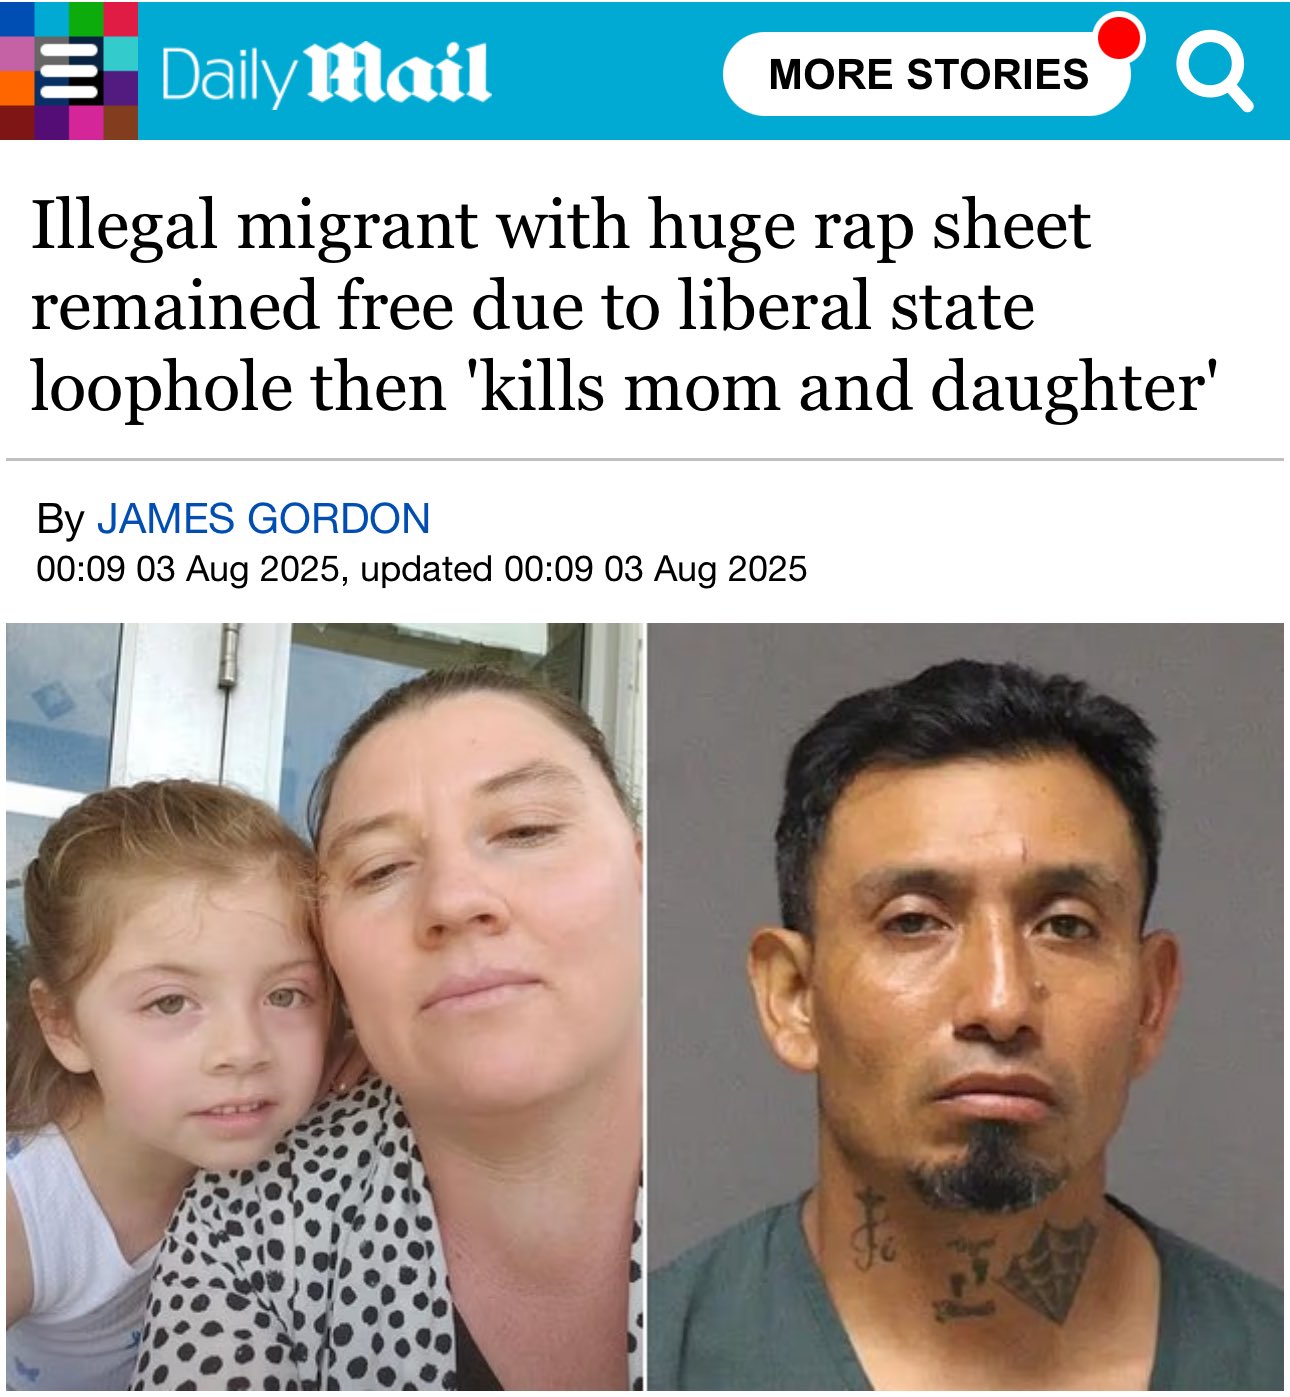 Daily Mail
MORE STORIES
Illegal migrant with huge rap sheet
remained free due to liberal state
loophole then 'kills mom and daughter'
By JAMES GORDON
00:09 03 Aug 2025, updated 00:09 03 Aug 2025